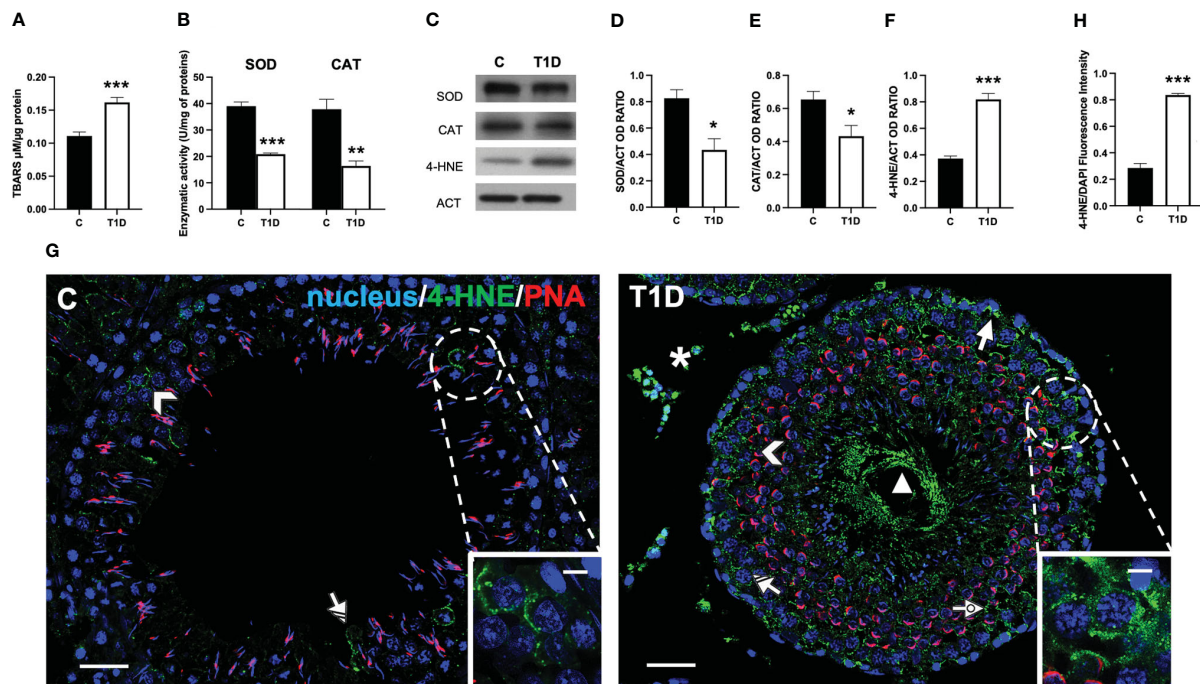 A
TBARS µM/µg protein
0.20
0.15
0.10
0.05
0.00
***
C
T1D
B
SOD
CAT
Enzymatic activity (U/mg of proteins)
50
40
30
20
10
0
***
**
C
T1D
C
T1D
C
C
T1D
SOD
CAT
4-HNE
ACT
D
SOD/ACT OD RATIO
1.0
0.8
0.6
0.4
0.2
0.0
*
C
T1D
E
CAT/ACT OD RATIO
1.0
0.8
0.6
0.4
0.2
0.0
*
C
T1D
F
4-HNE/ACT OD RATIO
1.0
0.8
0.6
0.4
0.2
0.0
***
C
T1D
H
4-HNE/DAPI Fluorescence Intensity
1.0
0.8
0.6
0.4
0.2
0.0
***
C
T1D
G
C
nucleus/4-HNE/PNA
T1D
*